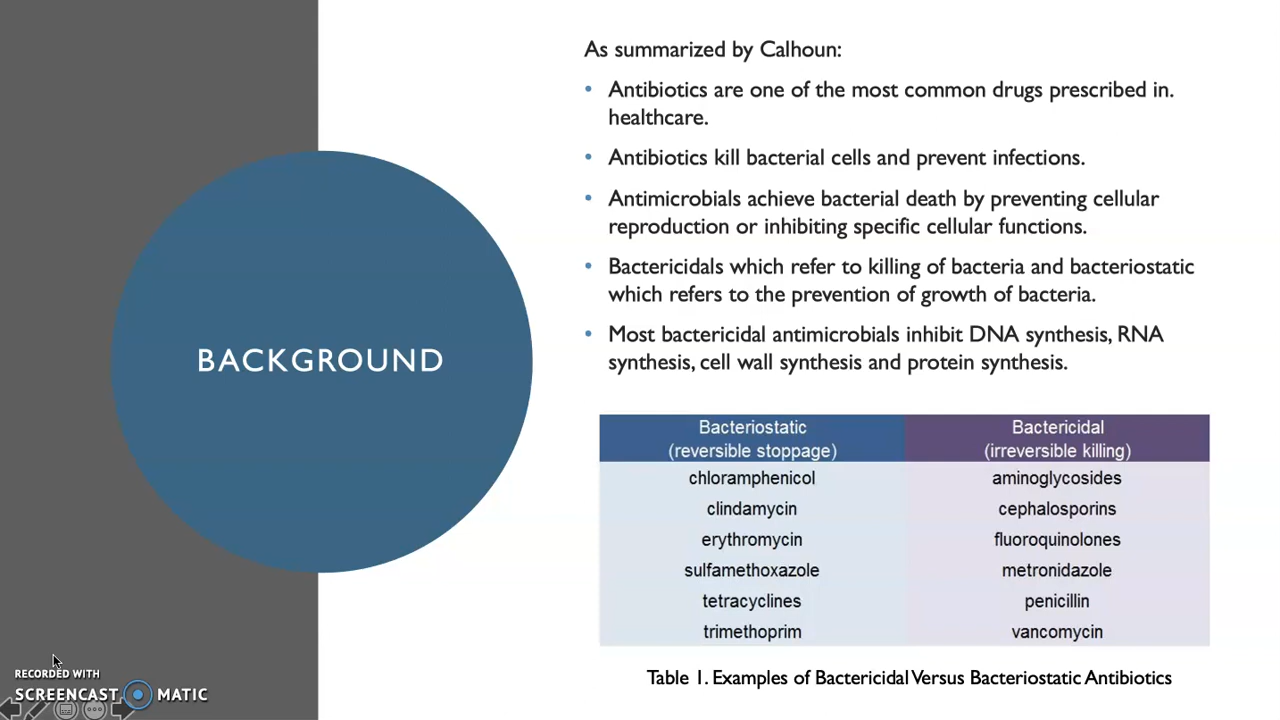 BACKGROUND
As summarized by Calhoun:
• Antibiotics are one of the most common drugs prescribed in.
healthcare.
• Antibiotics kill bacterial cells and prevent infections.
• Antimicrobials achieve bacterial death by preventing cellular
reproduction or inhibiting specific cellular functions.
• Bactericidals which refer to killing of bacteria and bacteriostatic
which refers to the prevention of growth of bacteria.
• Most bactericidal antimicrobials inhibit DNA synthesis, RNA
synthesis, cell wall synthesis and protein synthesis.
Bacteriostatic Bactericidal
(reversible stoppage) (irreversible killing)
chloramphenicol aminoglycosides
clindamycin cephalosporins
erythromycin fluoroquinolones
sulfamethoxazole metronidazole
tetracyclines penicillin
trimethoprim vancomycin
Table 1. Examples of Bactericidal Versus Bacteriostatic Antibiotics
RECORDED WITH
SCREENCAST MATIC